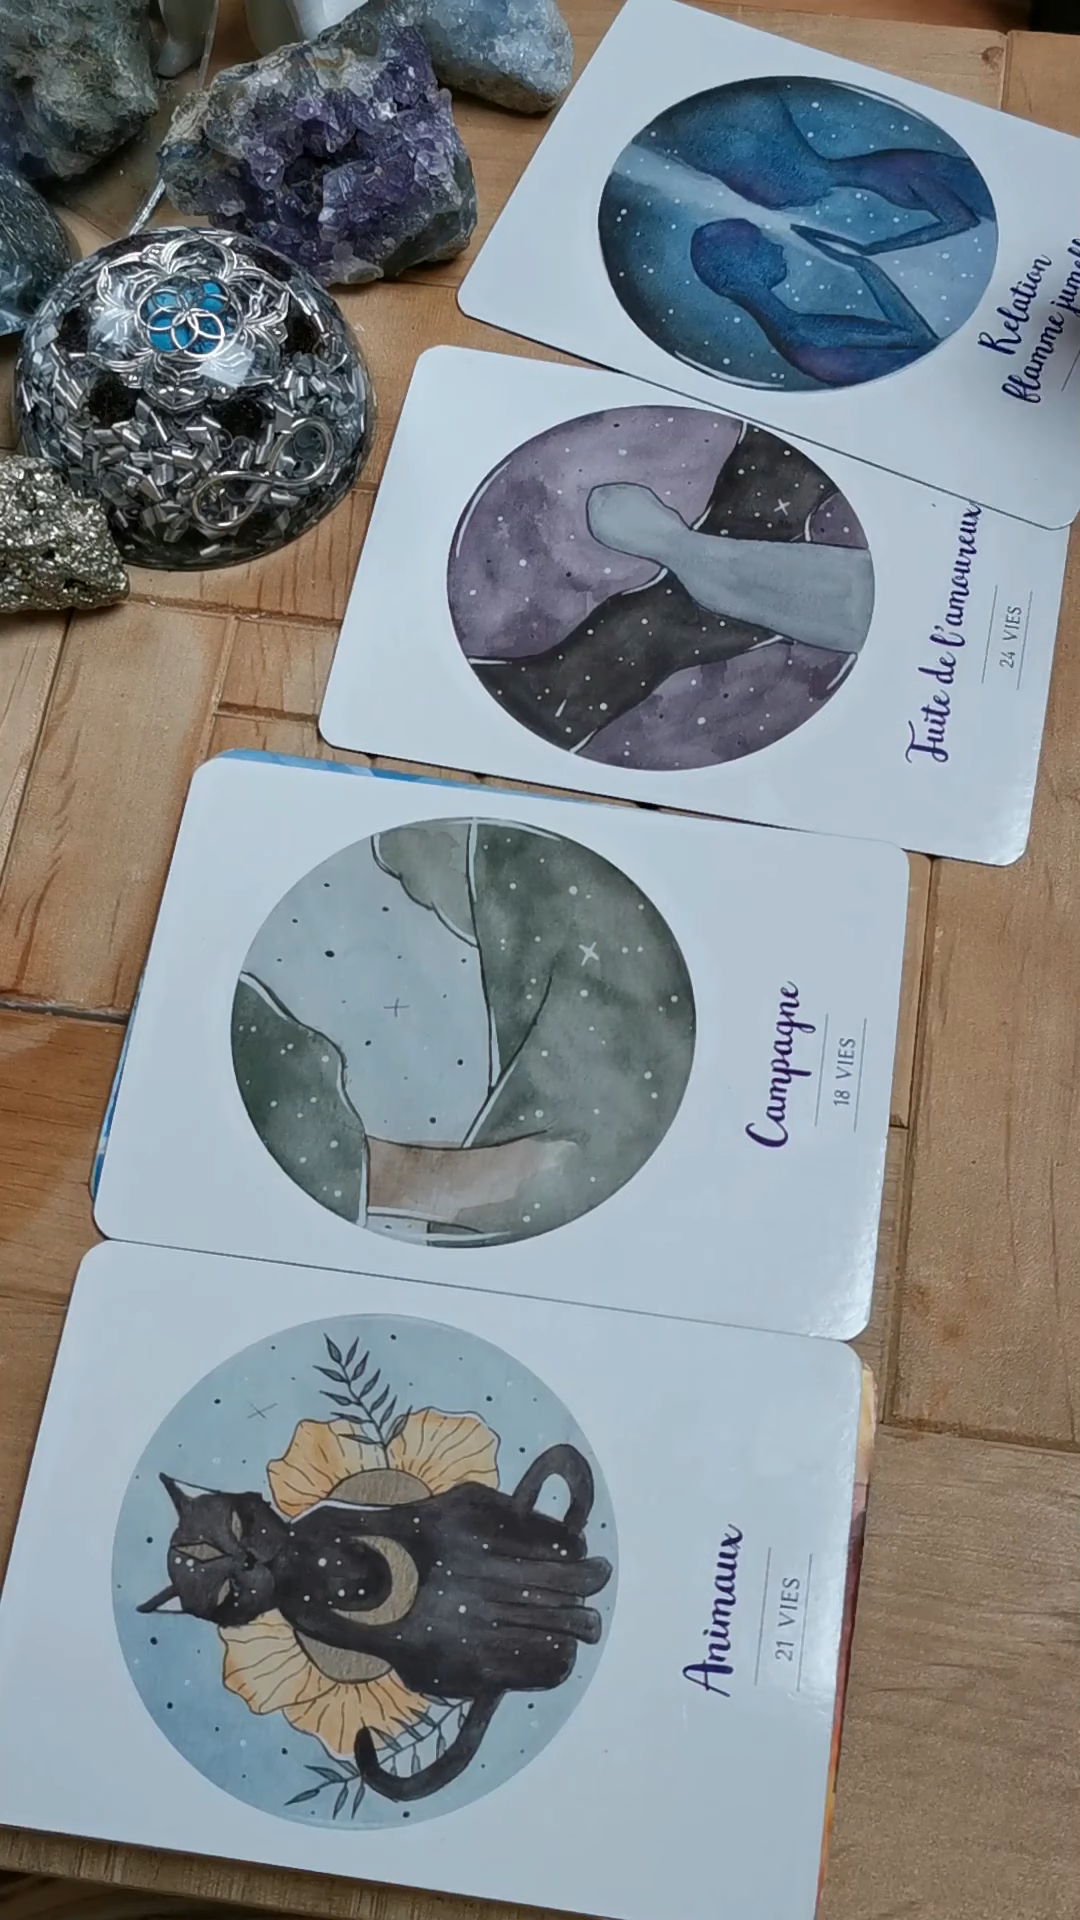 Relation
flamme jumelle
Fuite de l'amoureux
24 VIES
Campagne
18 VIES
Animaux
21 VIES